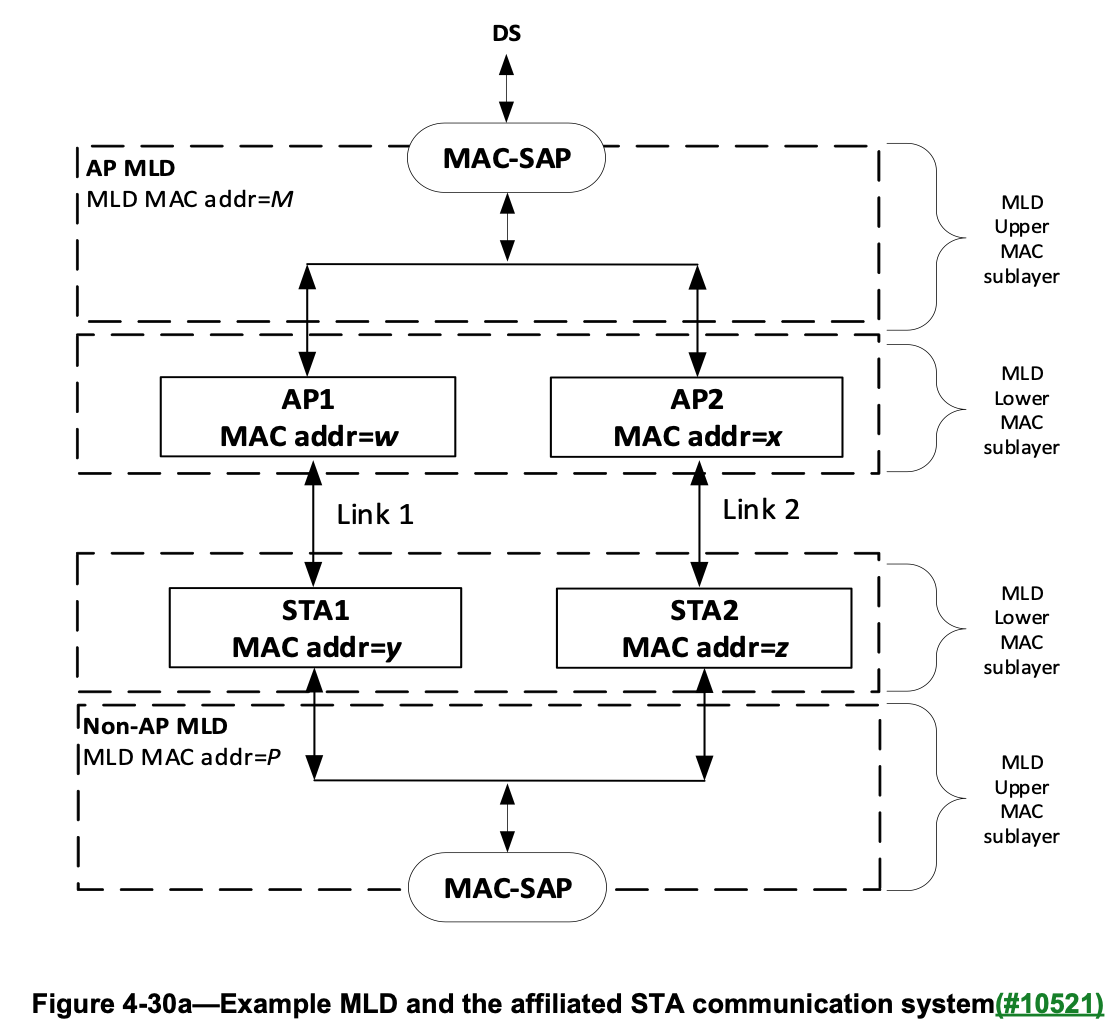 DS
MAC-SAP
AP MLD
MLD MAC addr=M
MLD
Upper
MAC
sublayer
AP1
MAC addr=w
AP2
MAC addr=x
MLD
Lower
MAC
sublayer
Link 1
Link 2
STA1
MAC addr=y
STA2
MAC addr=z
MLD
Lower
MAC
sublayer
Non-AP MLD
MLD MAC addr=P
MLD
Upper
MAC
sublayer
MAC-SAP
Figure 4-30a—Example MLD and the affiliated STA communication system(#10521)